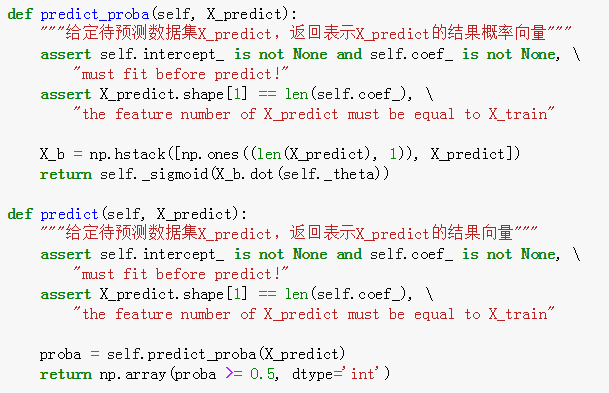 def predict_proba(self, X_predict):
    """给定待预测数据集X_predict，返回表示X_predict的结果概率向量"""
    assert self.intercept_ is not None and self.coef_ is not None, \
        "must fit before predict!"
    assert X_predict.shape[1] == len(self.coef_), \
        "the feature number of X_predict must be equal to X_train"

    X_b = np.hstack([np.ones((len(X_predict), 1)), X_predict])
    return self._sigmoid(X_b.dot(self._theta))

def predict(self, X_predict):
    """给定待预测数据集X_predict，返回表示X_predict的结果向量"""
    assert self.intercept_ is not None and self.coef_ is not None, \
        "must fit before predict!"
    assert X_predict.shape[1] == len(self.coef_), \
        "the feature number of X_predict must be equal to X_train"

    proba = self.predict_proba(X_predict)
    return np.array(proba >= 0.5, dtype='int')